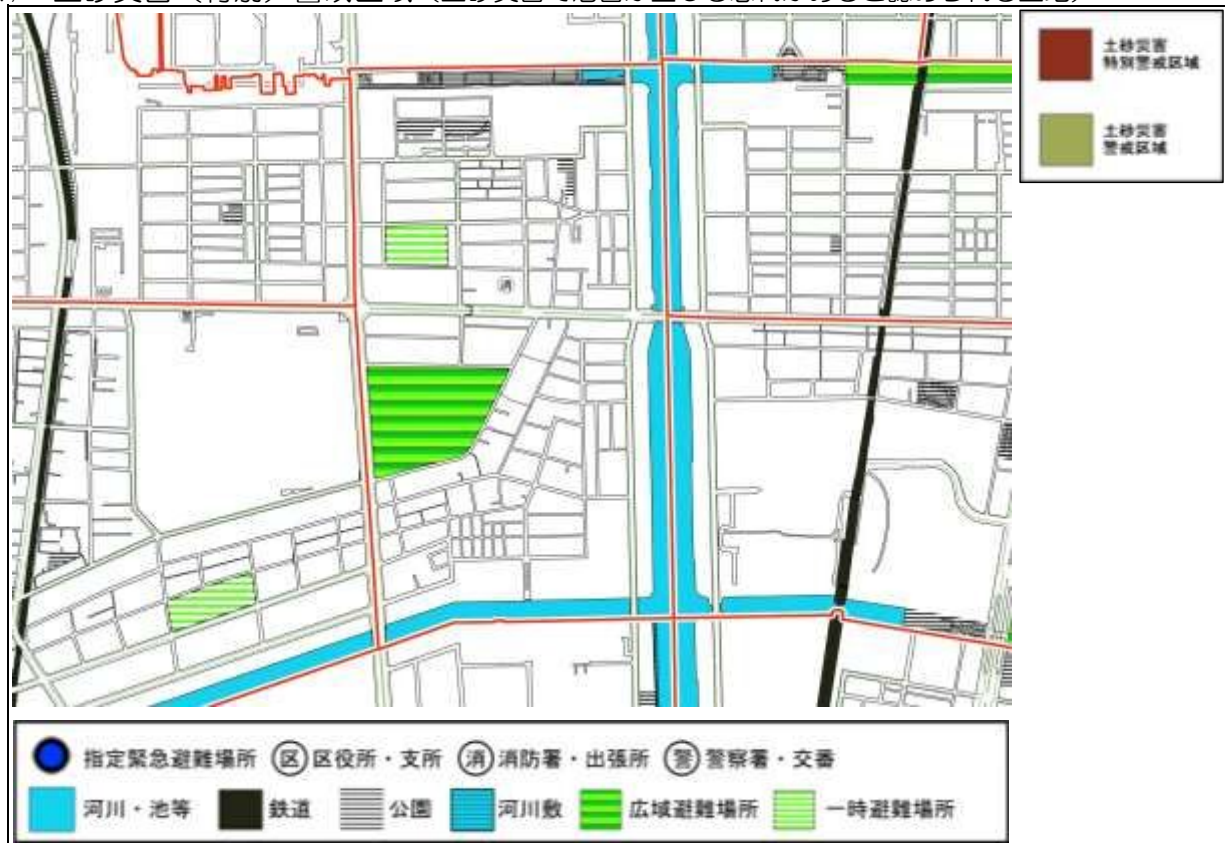 土砂災害
特別警戒区域
土砂災害
警戒区域
消
指定緊急避難場所 区 区役所・支所 消 消防署・出張所 警 警察署・交番
河川・池等 鉄道 公園 河川敷 広域避難場所 一時避難場所